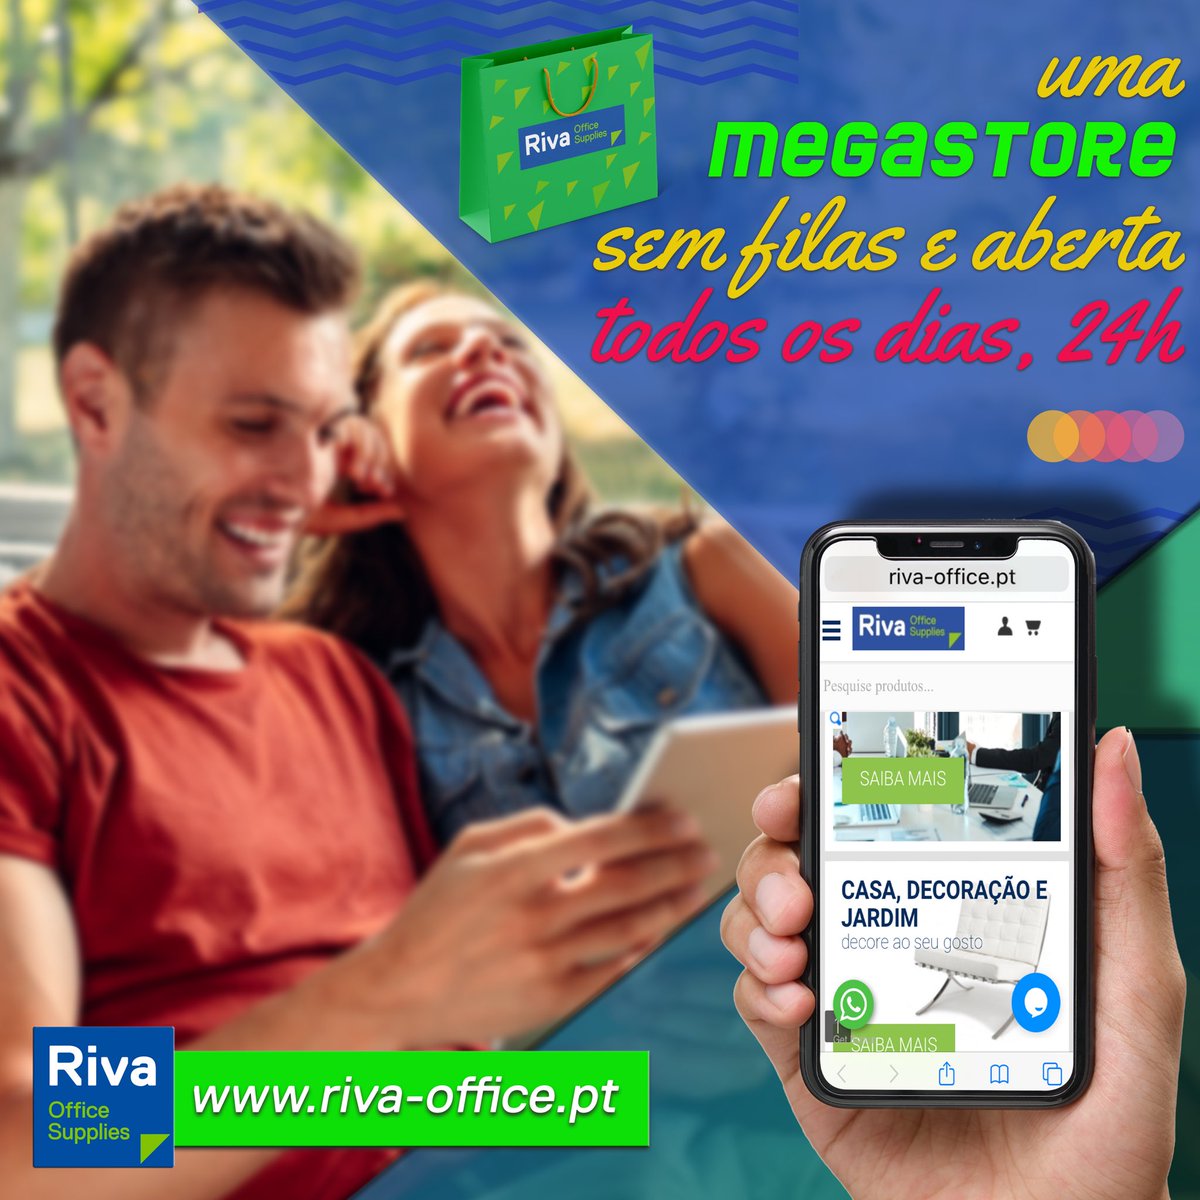 Riva Office Supplies
uma
MEGASTORE
sem filas e aberta
todos os dias, 24h
riva-office.pt
Riva Office Supplies
Pesquise produtos...
SAIBA MAIS
CASA, DECORAÇÃO E
JARDIM
decore ao seu gosto
1
Get
SAIBA MAIS
Riva
Office
Supplies
www.riva-office.pt